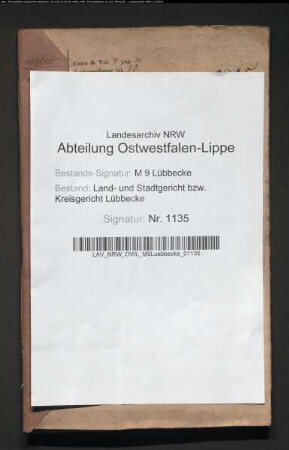 Landesarchiv NRW
Abteilung Ostwestfalen-Lippe
Bestands-Signatur: M 9 Lübbecke
Bestand: Land- und Stadtgericht bzw.
Kreisgericht Lübbecke
Signatur: Nr. 1135
LAV_NRW_OWL_M9Luebbecke_01135